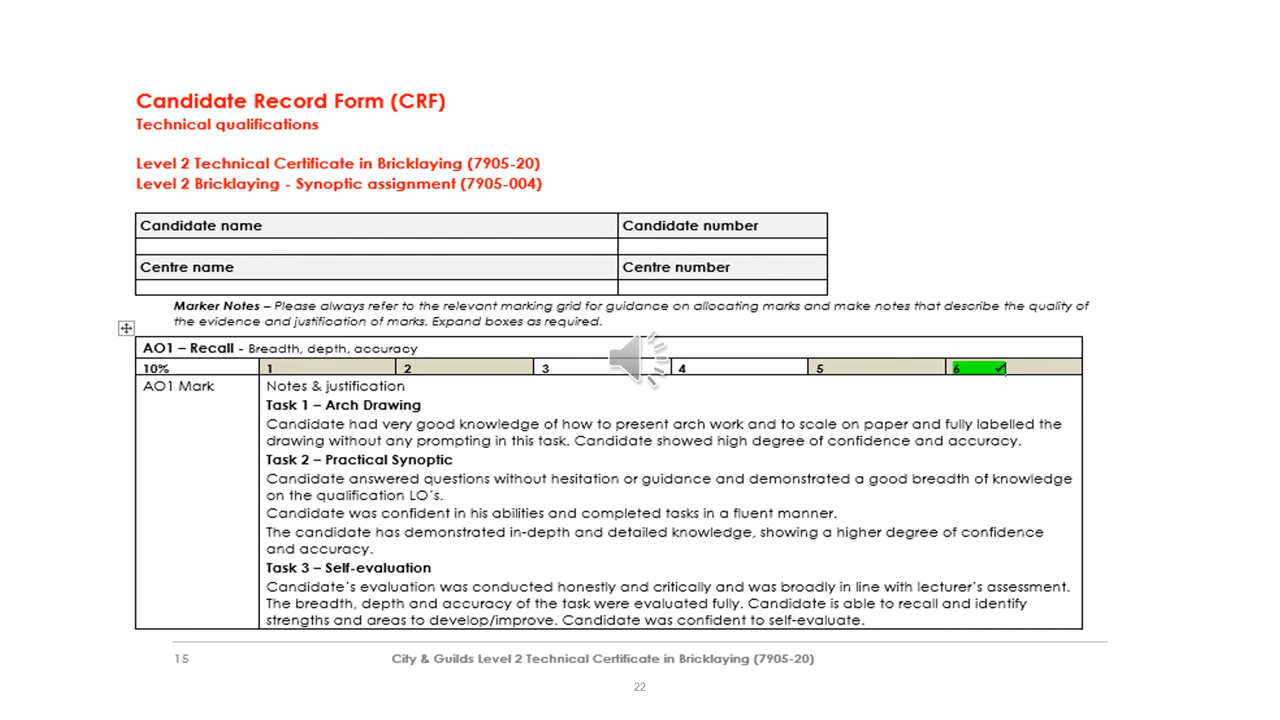 Candidate Record Form (CRF)
Technical qualifications
Level 2 Technical Certificate in Bricklaying (7905-20)
Level 2 Bricklaying - Synoptic assignment (7905-004)
Candidate name Candidate number
Centre name Centre number
Marker Notes – Please always refer to the relevant marking grid for guidance on allocating marks and make notes that describe the quality of
the evidence and justification of marks. Expand boxes as required.
AO1 – Recall - Breadth, depth, accuracy
10% 1 2 3 4 5 6 ✓
AO1 Mark Notes & justification
Task 1 – Arch Drawing
Candidate had very good knowledge of how to present arch work and to scale on paper and fully labelled the
drawing without any prompting in this task. Candidate showed high degree of confidence and accuracy.
Task 2 – Practical Synoptic
Candidate answered questions without hesitation or guidance and demonstrated a good breadth of knowledge
on the qualification LO's.
Candidate was confident in his abilities and completed tasks in a fluent manner.
The candidate has demonstrated in-depth and detailed knowledge, showing a higher degree of confidence
and accuracy.
Task 3 – Self-evaluation
Candidate's evaluation was conducted honestly and critically and was broadly in line with lecturer's assessment.
The breadth, depth and accuracy of the task were evaluated fully. Candidate is able to recall and identify
strengths and areas to develop/improve. Candidate was confident to self-evaluate.
15 City & Guilds Level 2 Technical Certificate in Bricklaying (7905-20)
22